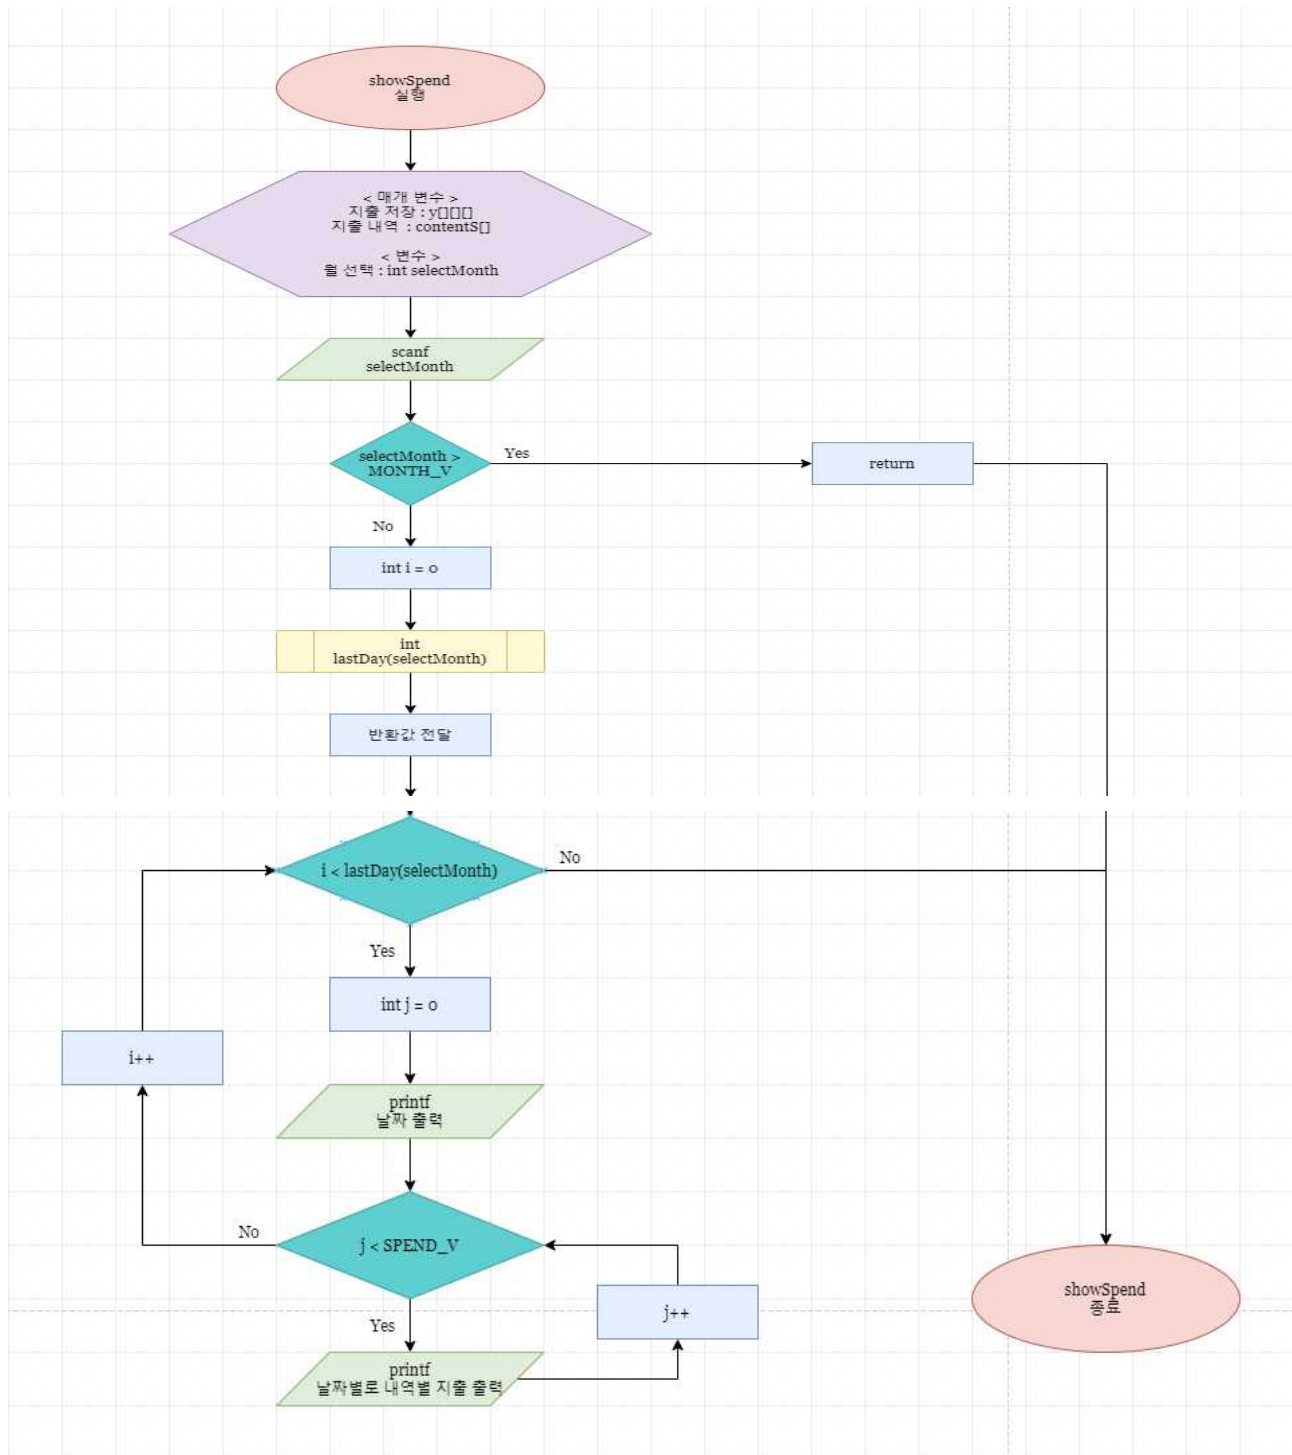 showSpend
실행
< 매개 변수 >
지출 저장 : y[][][]
지출 내역 : contentS[]
< 변수 >
월 선택 : int selectMonth
scanf
selectMonth
selectMonth >
MONTH_V
Yes
return
No
int i = 0
int
lastDay(selectMonth)
반환값 전달
i < lastDay(selectMonth)
No
Yes
int j = 0
i++
printf
날짜 출력
No
j < SPEND_V
showSpend
종료
j++
Yes
printf
날짜별로 내역별 지출 출력